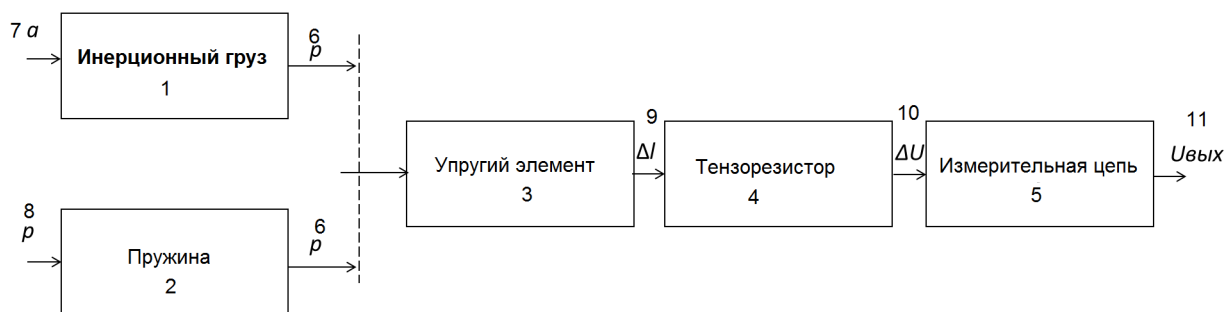 7 a
Инерционный груз
1
6
p
Упругий элемент
3
9
Δl
Тензорезистор
4
10
ΔU
Измерительная цепь
5
11
Uвых
8
p
Пружина
2
6
p